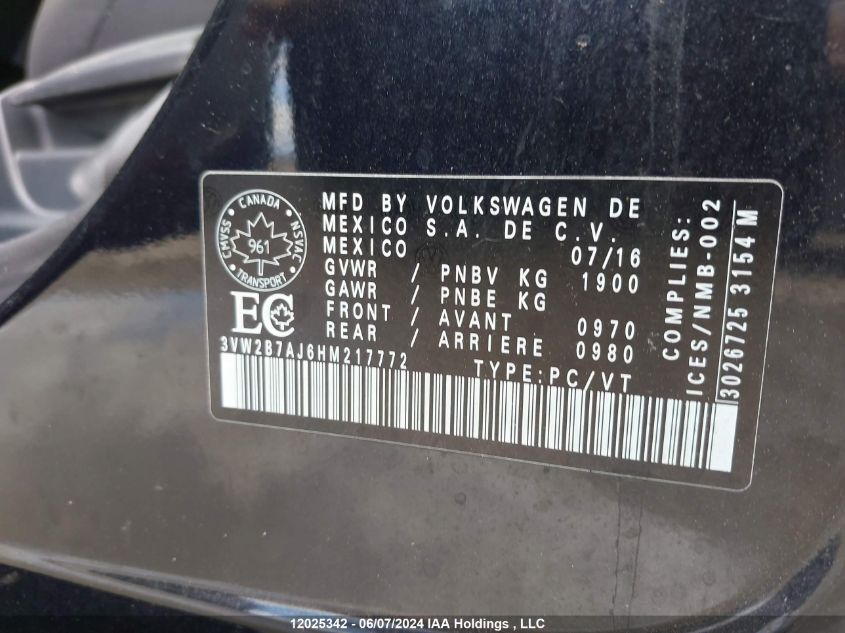 CANADA
CMVSS
NSVAC
961
TRANSPORT
EC
MFD BY VOLKSWAGEN DE
MEXICO S.A. DE C.V.
MEXICO 07/16
GVWR / PNBV KG 1900
GAWR / PNBE KG
FRONT / AVANT 0970
REAR / ARRIERE 0980
3VW2B7AJ6HM217772 TYPE:PC/VT
COMPLIES:
ICES/NMB-002
3026725 3154 M
12025342 - 06/07/2024 IAA Holdings , LLC